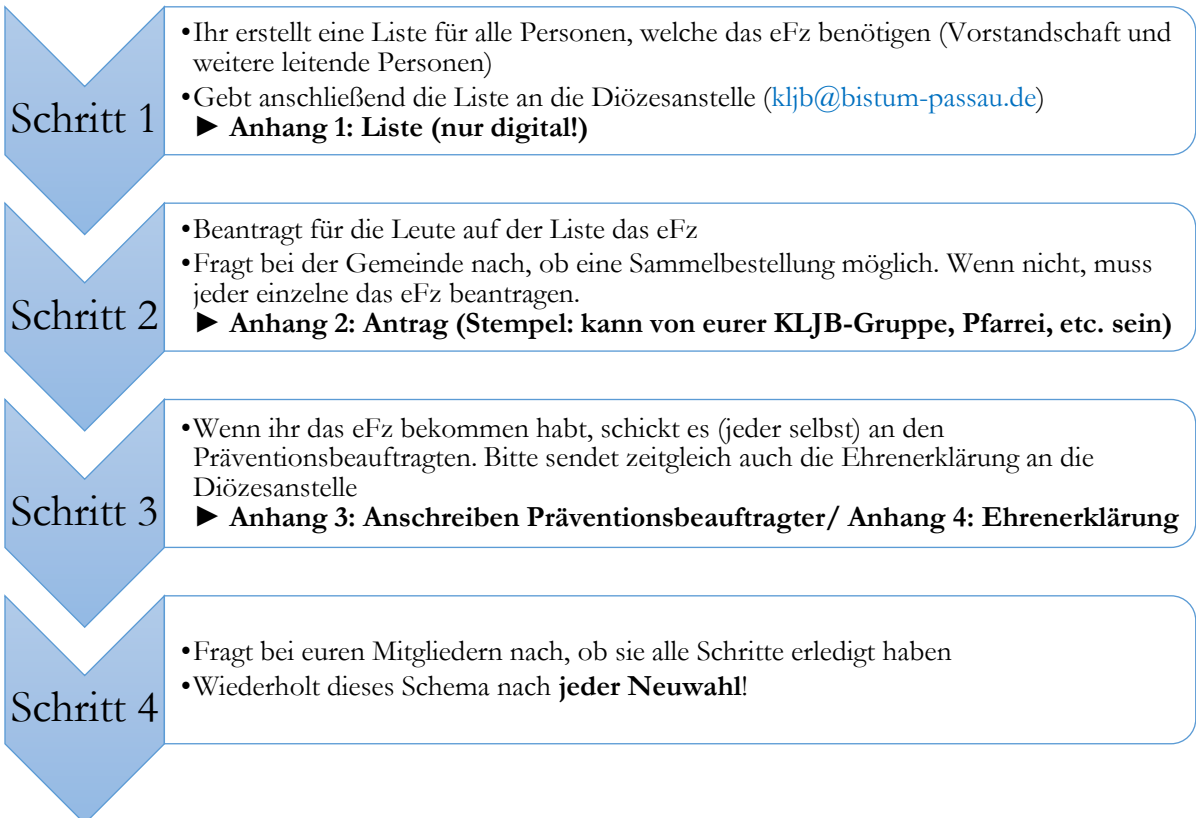 Schritt 1
•Ihr erstellt eine Liste für alle Personen, welche das eFz benötigen (Vorstandschaft und
weitere leitende Personen)
•Gebt anschließend die Liste an die Diözesanstelle (kljb@bistum-passau.de)
► Anhang 1: Liste (nur digital!)
Schritt 2
•Beantragt für die Leute auf der Liste das eFz
•Fragt bei der Gemeinde nach, ob eine Sammelbestellung möglich. Wenn nicht, muss
jeder einzelne das eFz beantragen.
► Anhang 2: Antrag (Stempel: kann von eurer KLJB-Gruppe, Pfarrei, etc. sein)
Schritt 3
•Wenn ihr das eFz bekommen habt, schickt es (jeder selbst) an den
Präventionsbeauftragten. Bitte sendet zeitgleich auch die Ehrenerklärung an die
Diözesanstelle
► Anhang 3: Anschreiben Präventionsbeauftragter/ Anhang 4: Ehrenerklärung
Schritt 4
•Fragt bei euren Mitgliedern nach, ob sie alle Schritte erledigt haben
•Wiederholt dieses Schema nach jeder Neuwahl!